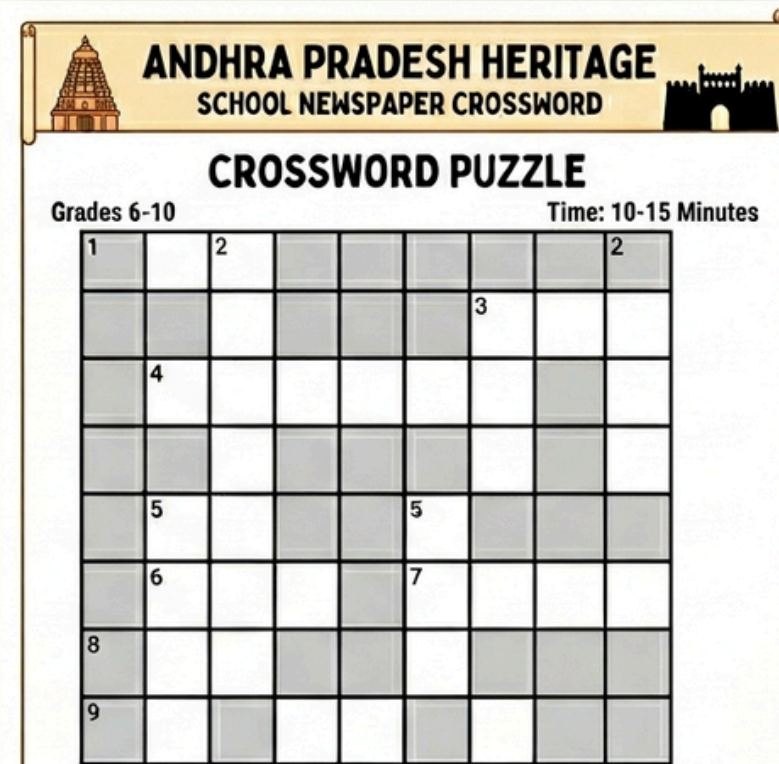 ANDHRA PRADESH HERITAGE
SCHOOL NEWSPAPER CROSSWORD
CROSSWORD PUZZLE
Grades 6-10 Time: 10-15 Minutes
1 2 2
3
4
5 5
6 7
8
9